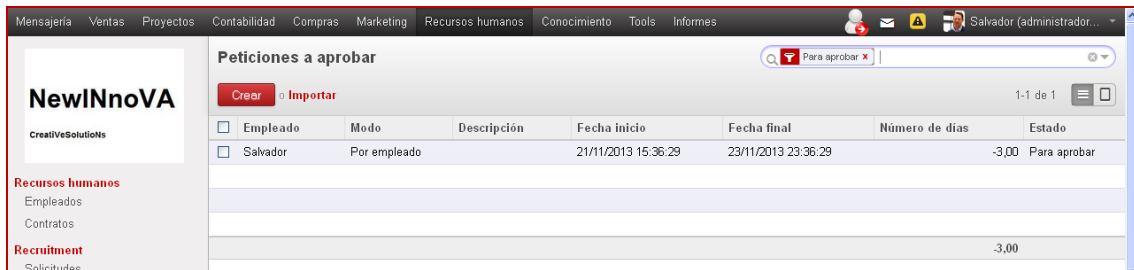 Mensajería Ventas Proyectos Contabilidad Compras Marketing Recursos humanos Conocimiento Tools Informes Salvador (administrador...
Peticiones a aprobar Para aprobar x
NewINnoVA
CreatiVeSolutioNs
Crear o Importar 1-1 de 1
Empleado Modo Descripción Fecha inicio Fecha final Número de días Estado
Salvador Por empleado 21/11/2013 15:36:29 23/11/2013 23:36:29 -3,00 Para aprobar
Recursos humanos
Empleados
Contratos
Recruitment -3,00
Solicitudes